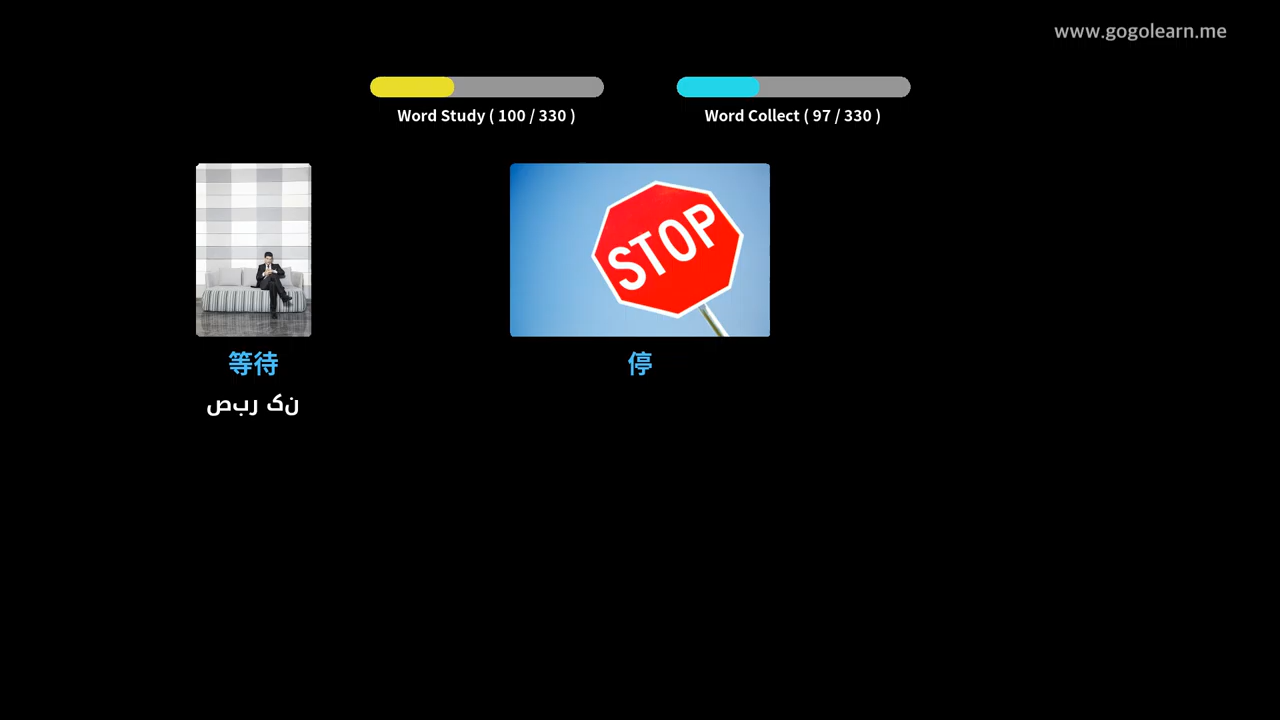 www.gogolearn.me
Word Study ( 100 / 330 )
Word Collect ( 97 / 330 )
STOP
等待
停
صبر کن